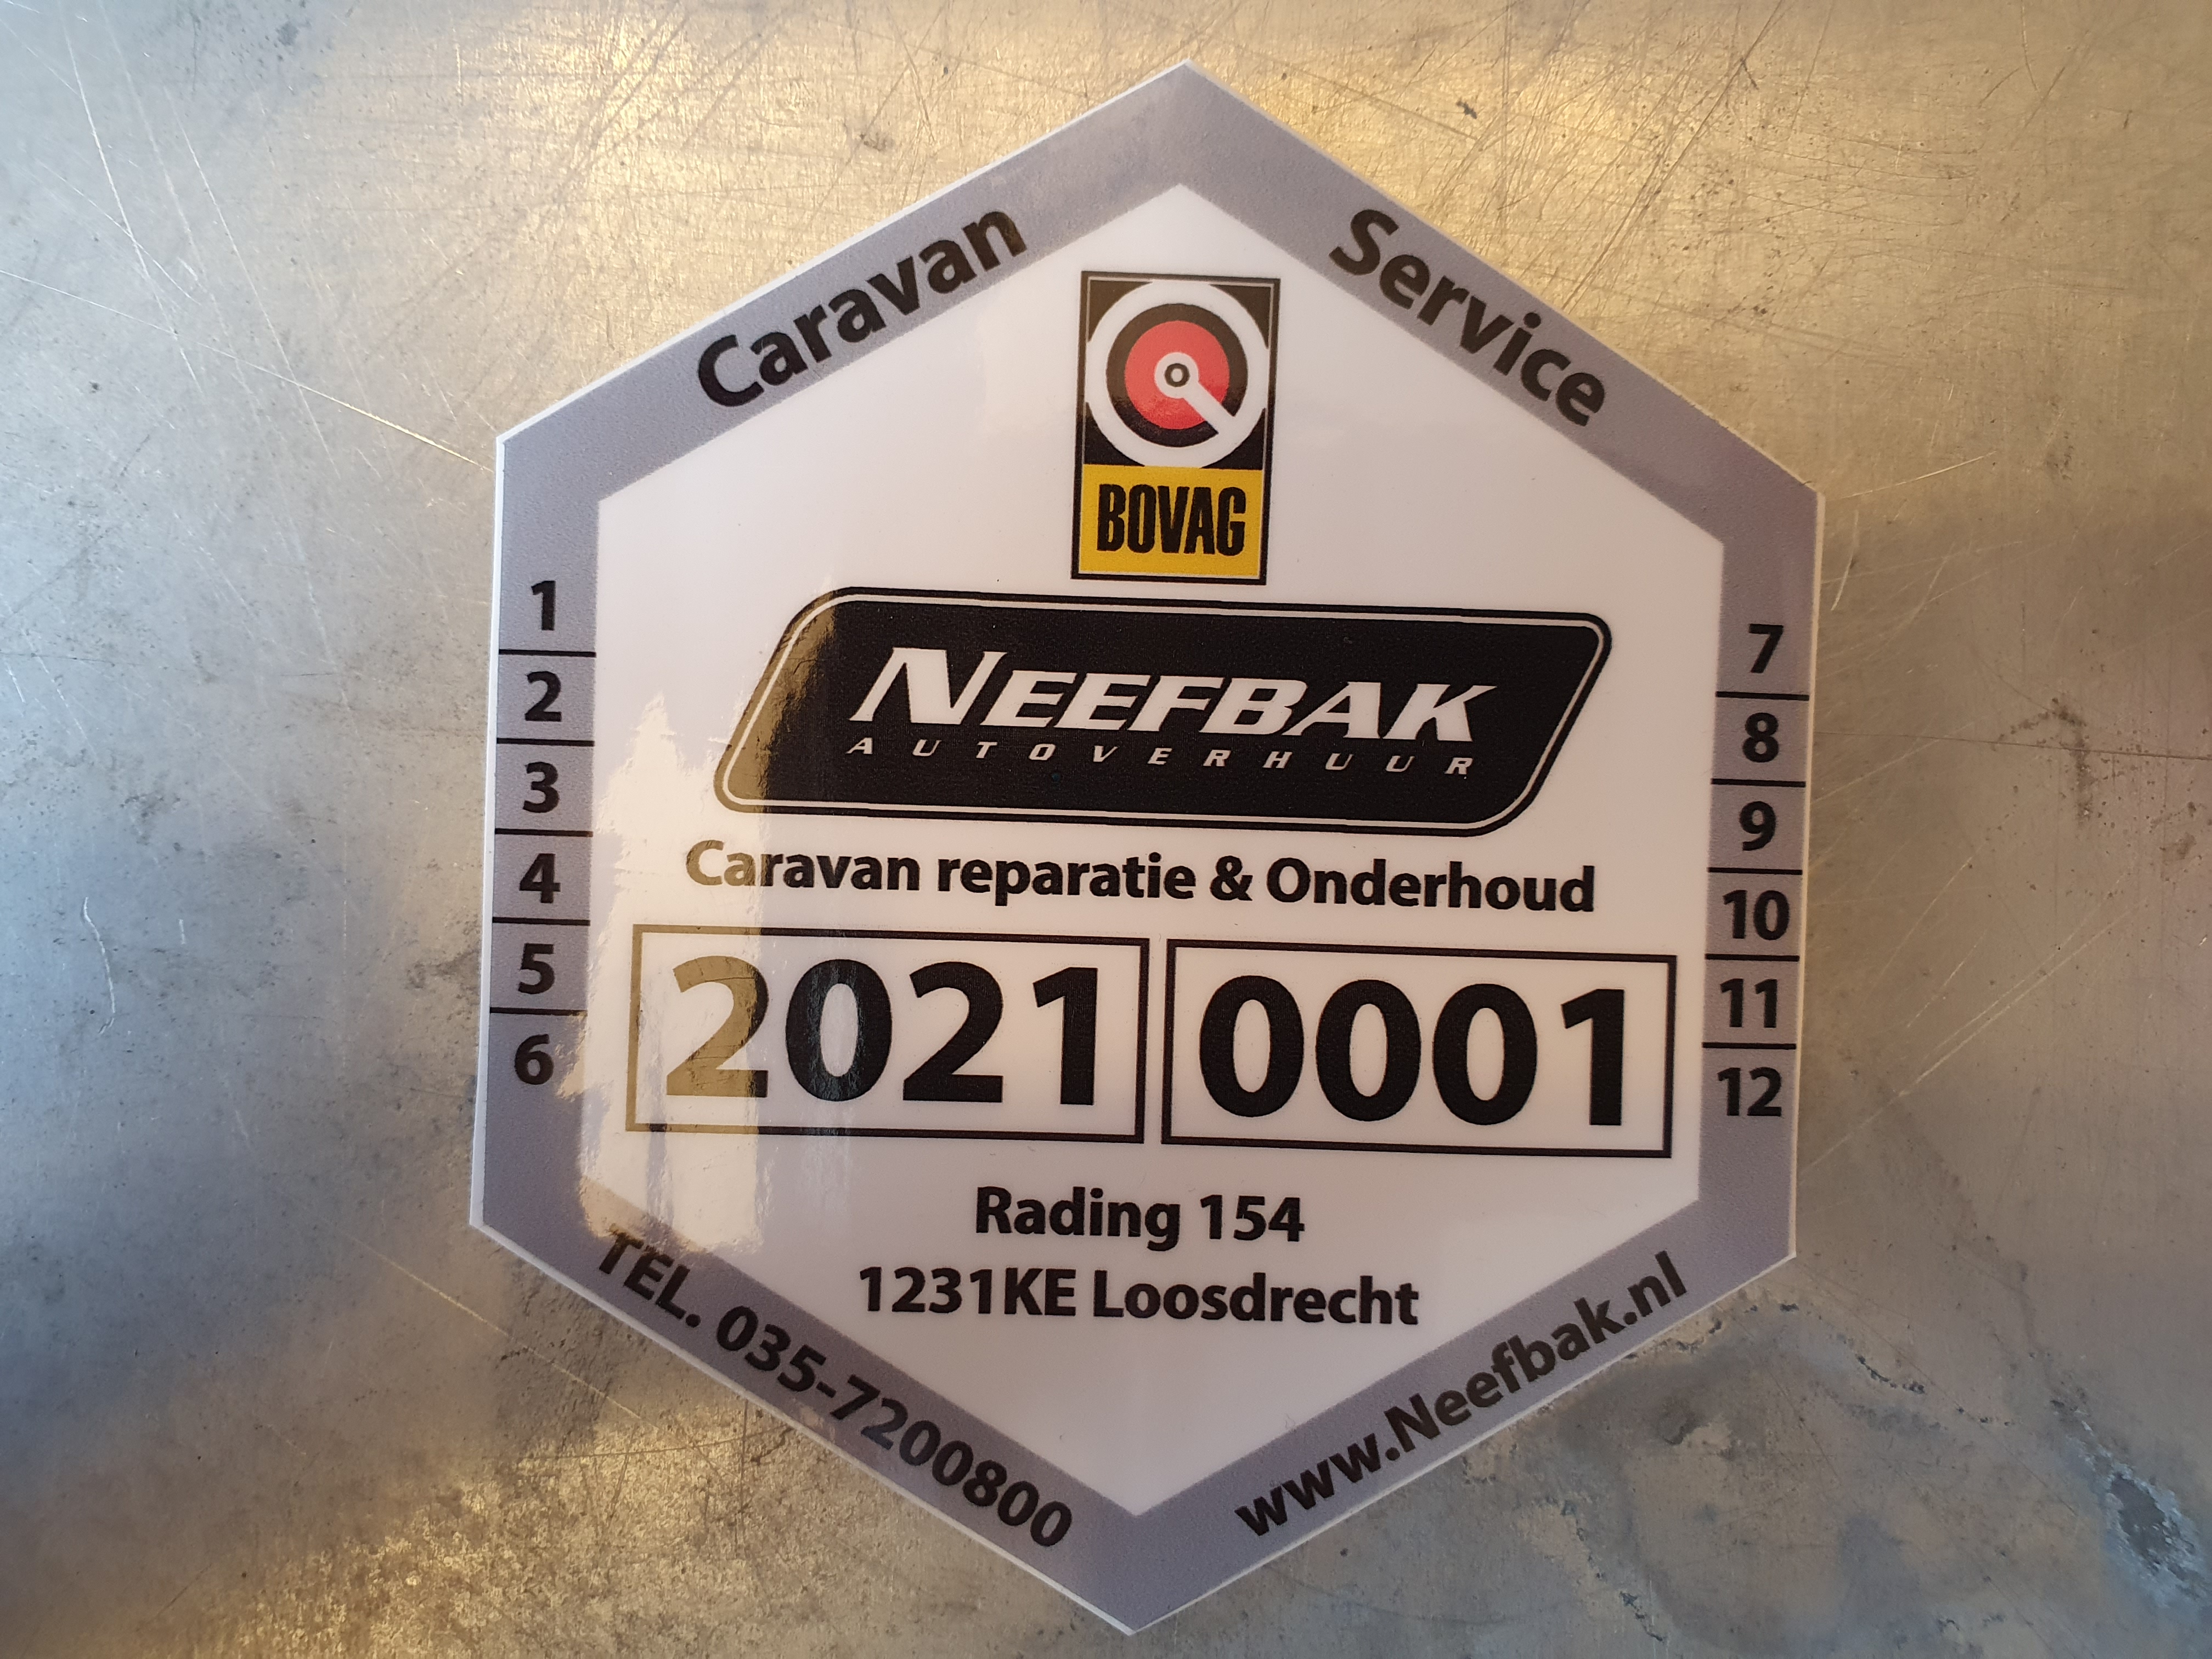 Caravan Service
BOVAG
NEEFBAK
AUTOVERHUUR
Caravan reparatie & Onderhoud
2021 0001
Rading 154
1231KE Loosdrecht
1
2
3
4
5
6
7
8
9
10
11
12
TEL. 035-7200800
www.Neefbak.nl